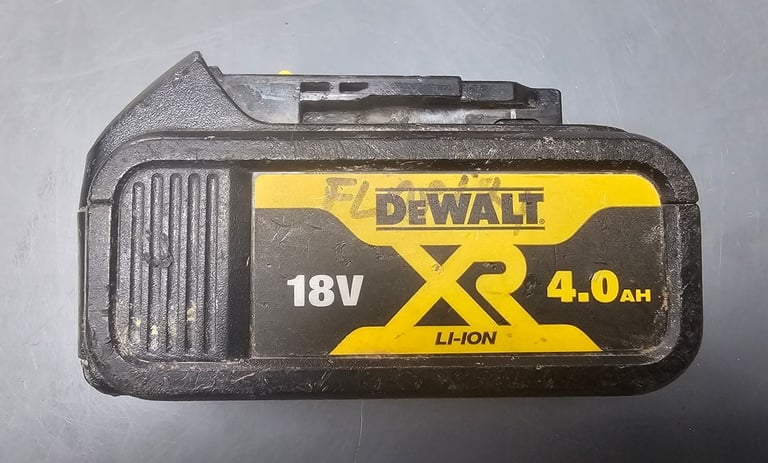 DEWALT
18V
XR
4.0AH
LI-ION